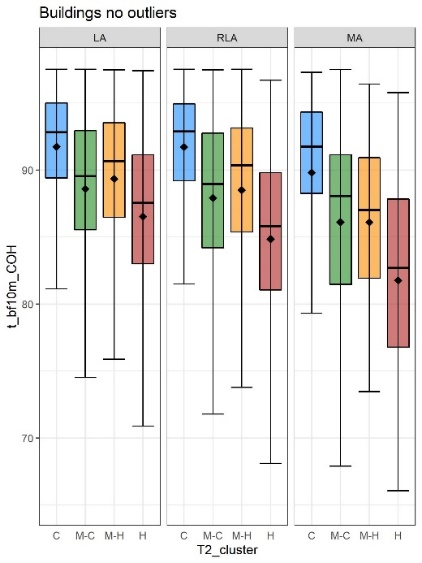 Buildings no outliers
LA RLA MA
t_bf10m_COH
90
80
70
C M-C M-H H C M-C M-H H C M-C M-H H
T2_cluster